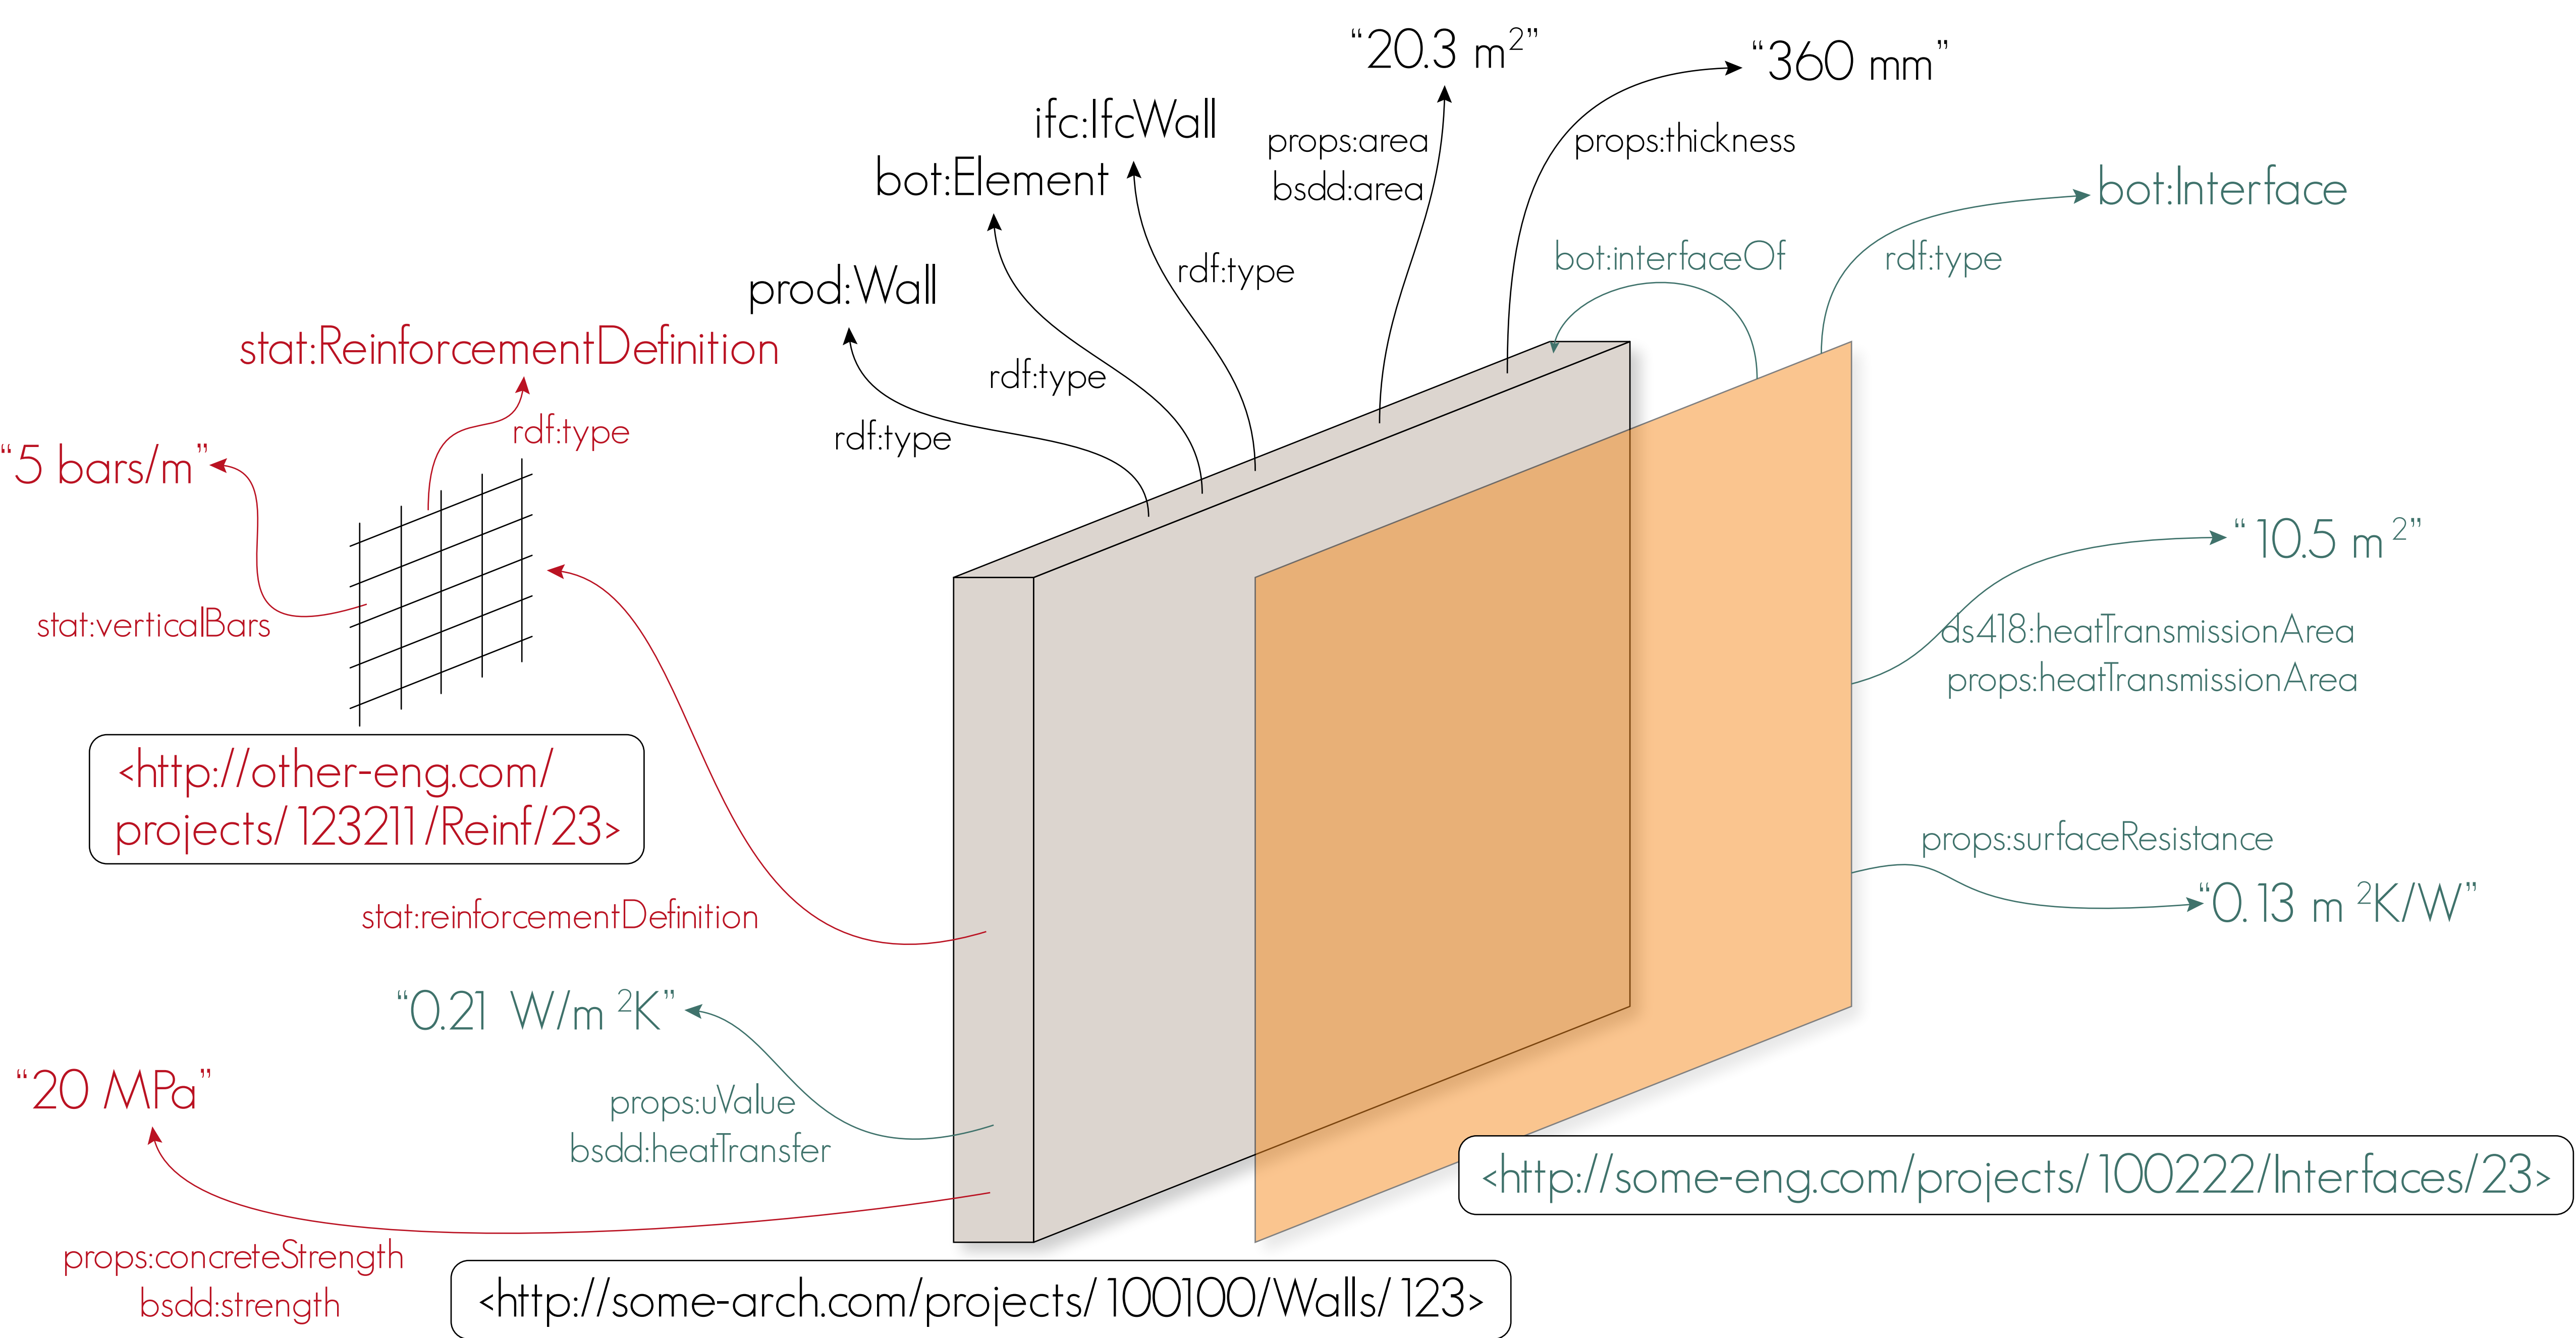 “20.3 m²”
“360 mm”
ifc:IfcWall
props:area
bsdd:area
props:thickness
bot:Element
bot:Interface
rdf:type
bot:interfaceOf
rdf:type
prod:Wall
rdf:type
stat:ReinforcementDefinition
rdf:type
rdf:type
“5 bars/m”
“10.5 m²”
stat:verticalBars
ds418:heatTransmissionArea
props:heatTransmissionArea
<http://other-eng.com/
projects/123211/Reinf/23>
props:surfaceResistance
“0.13 m²K/W”
stat:reinforcementDefinition
“0.21 W/m²K”
“20 MPa”
props:uValue
bsdd:heatTransfer
<http://some-eng.com/projects/100222/Interfaces/23>
props:concreteStrength
bsdd:strength
<http://some-arch.com/projects/100100/Walls/123>